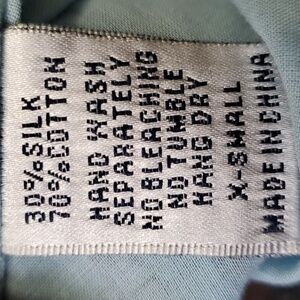 30%SILK
70%COTTON
HAND WASH
SEPARATELY
NO BLEACHING
NO TUMBLE
HANG DRY
X-SMALL
MADE IN CHINA